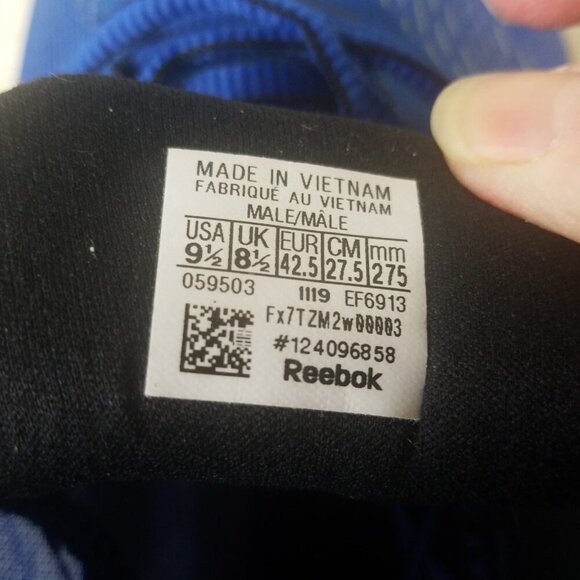 MADE IN VIETNAM
FABRIQUÉ AU VIETNAM
MALE/MÂLE
USA UK EUR CM mm
9½ 8½ 42.5 27.5 275
059503 1119 EF6913
Fx7TZM2w00003
#124096858
Reebok